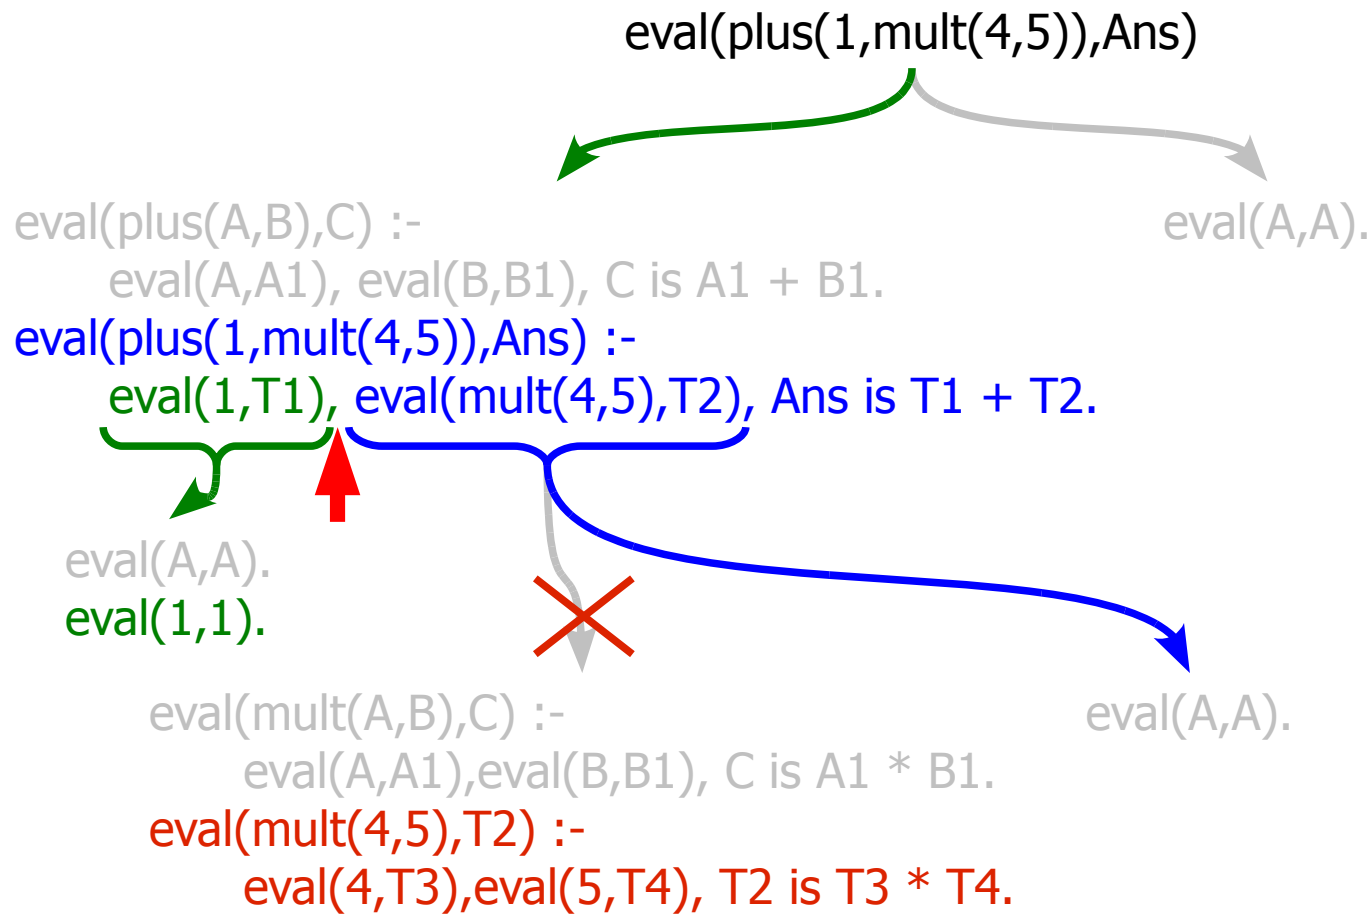 eval(plus(1,mult(4,5)),Ans)
eval(plus(A,B),C) :-
eval(A,A).
eval(A,A1), eval(B,B1), C is A1 + B1.
eval(plus(1,mult(4,5)),Ans) :-
eval(1,T1), eval(mult(4,5),T2), Ans is T1 + T2.
eval(A,A).
eval(1,1).
eval(mult(A,B),C) :-
eval(A,A).
eval(A,A1),eval(B,B1), C is A1 * B1.
eval(mult(4,5),T2) :-
eval(4,T3),eval(5,T4), T2 is T3 * T4.